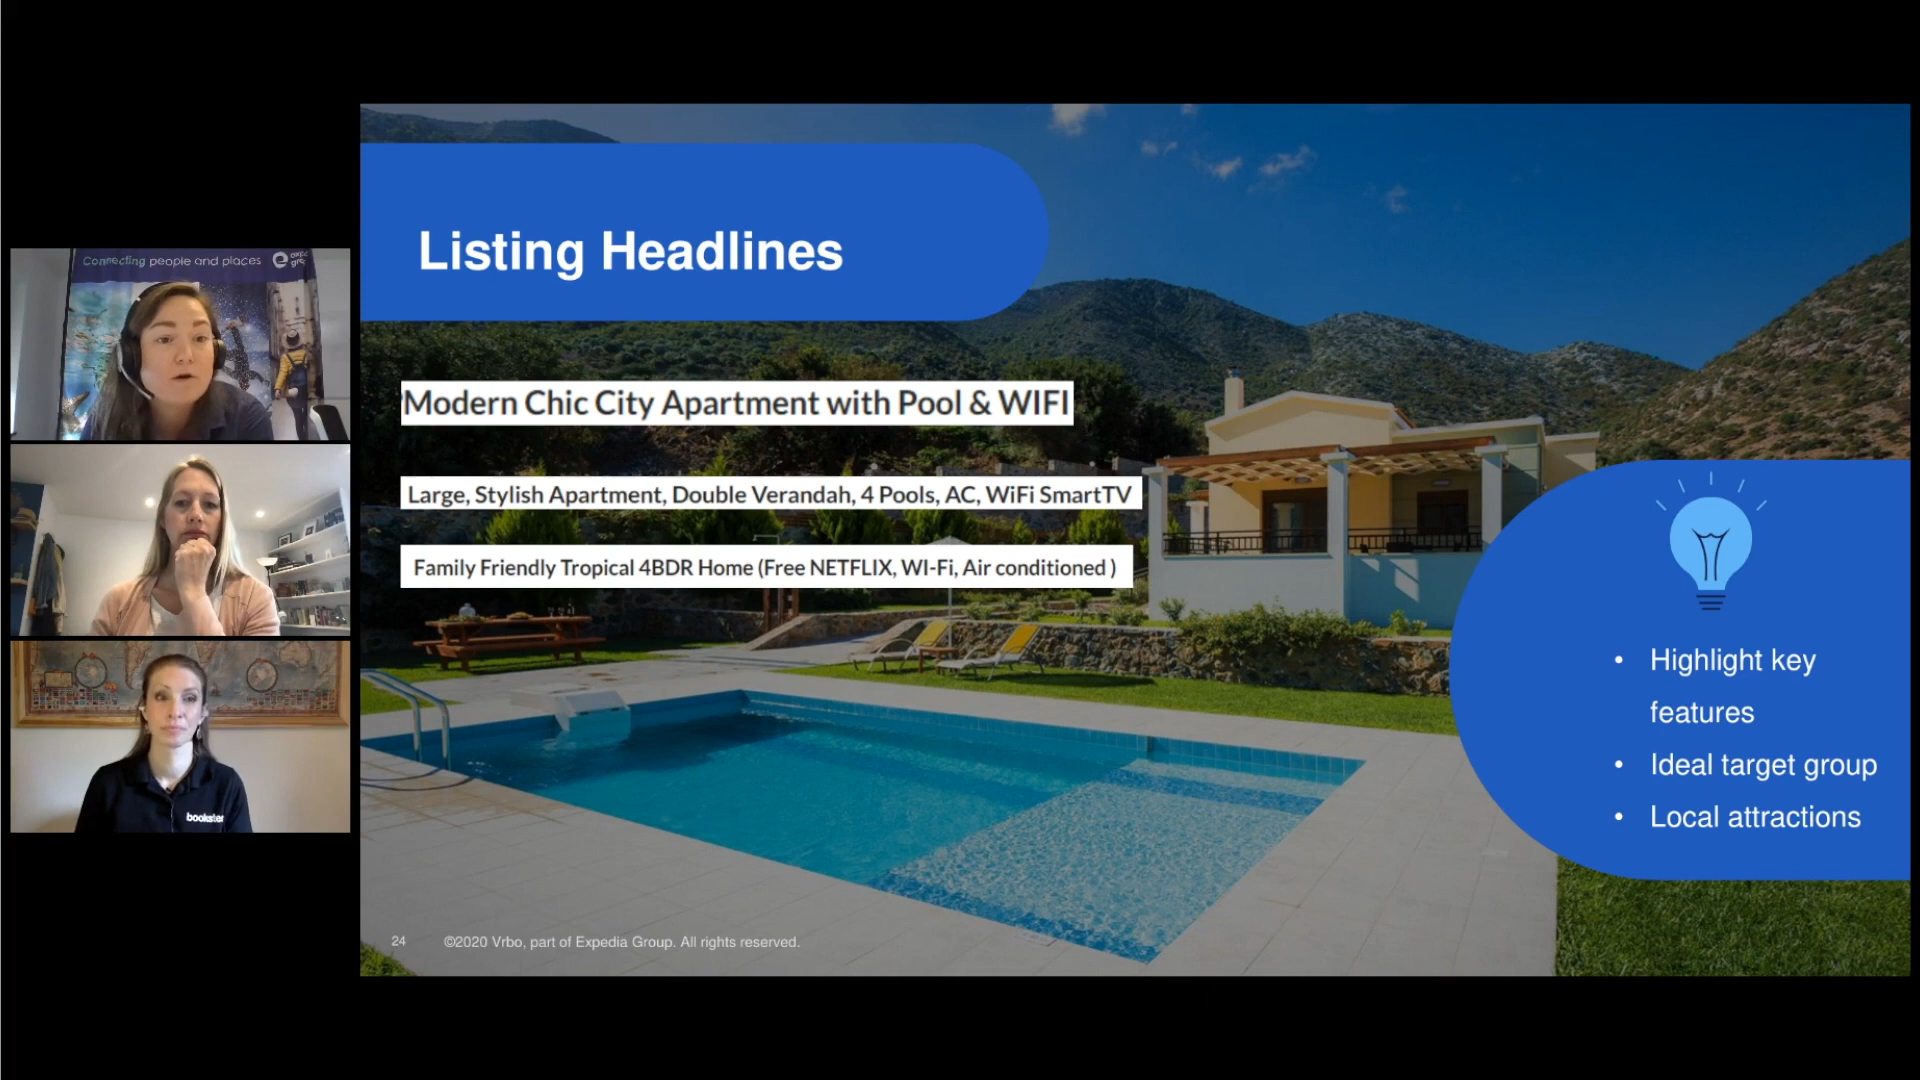 Connecting people and places
Listing Headlines
Modern Chic City Apartment with Pool & WIFI
Large, Stylish Apartment, Double Verandah, 4 Pools, AC, WiFi SmartTV
Family Friendly Tropical 4BDR Home (Free NETFLIX, WI-Fi, Air conditioned )
• Highlight key
features
• Ideal target group
• Local attractions
bookster
24
©2020 Vrbo, part of Expedia Group. All rights reserved.